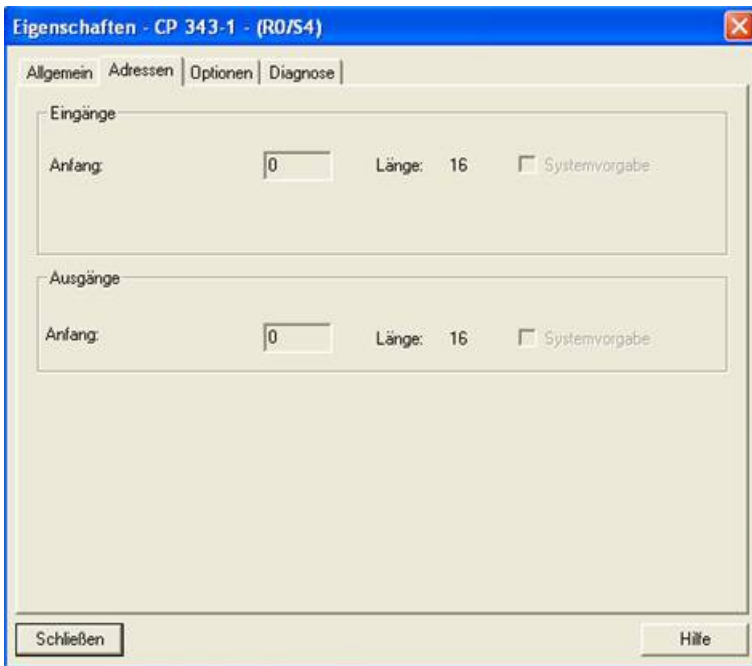 Eigenschaften - CP 343-1 - (R0/S4)
Allgemein Adressen Optionen Diagnose
Eingänge
Anfang: 0 Länge: 16 Systemvorgabe
Ausgänge
Anfang: 0 Länge: 16 Systemvorgabe
Schließen Hilfe